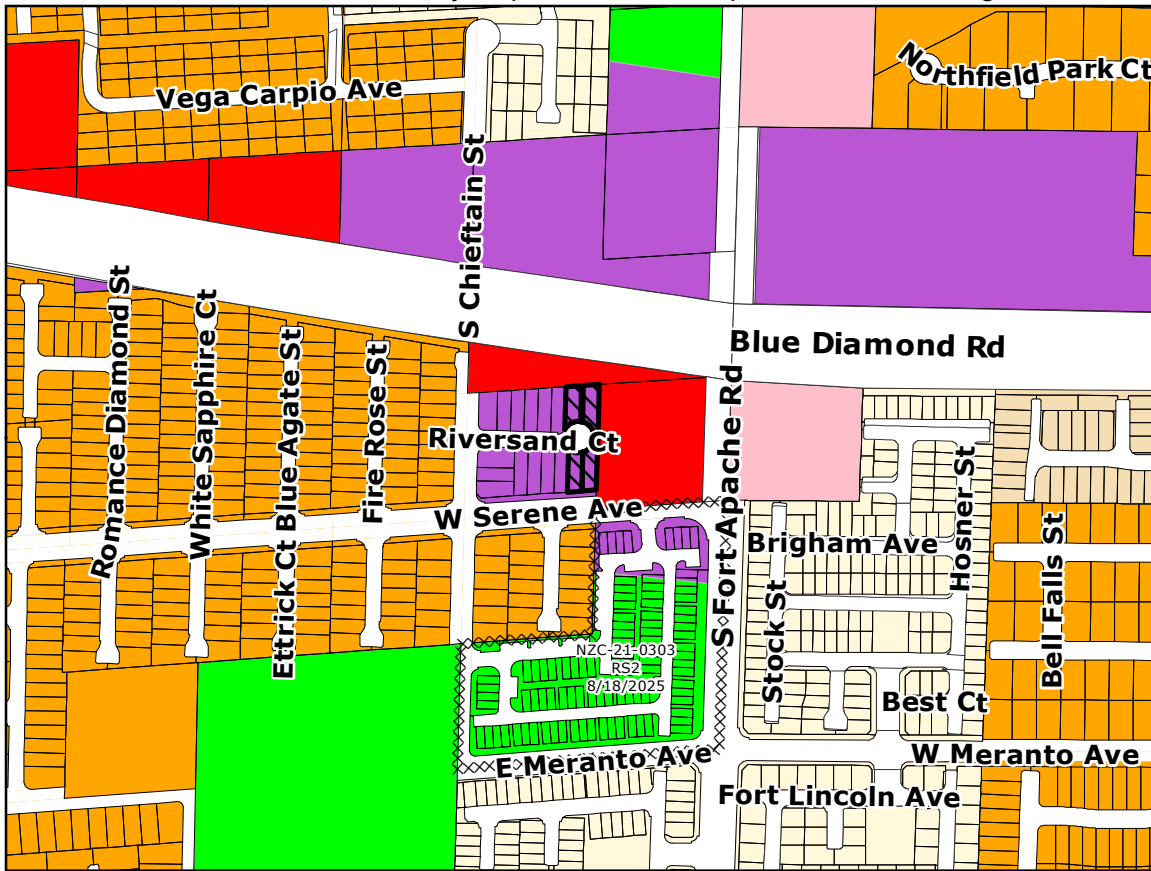 Northfield Park Ct
Vega Carpio Ave
S Chieftain St
Romance Diamond St
White Sapphire Ct
Ettrick Ct Blue Agate St
Fire Rose St
Blue Diamond Rd
S Fort Apache Rd
Riversand Ct
W Serene Ave
Brigham Ave
Hosner St
Bell Falls St
Stock St
NZC-21-0303
RS2
8/18/2025
Best Ct
E Meranto Ave
W Meranto Ave
Fort Lincoln Ave